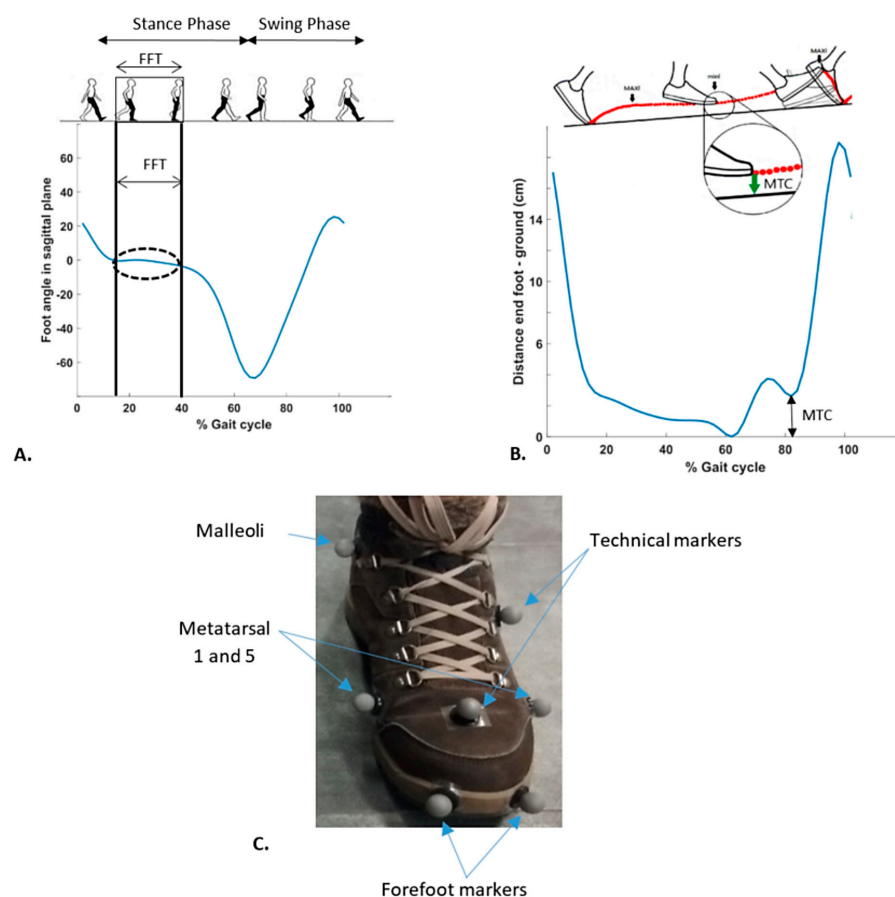 Stance Phase Swing Phase
FFT
FFT
60
40
20
0
-20
-40
-60
Foot angle in sagittal plane
0 20 40 60 80 100
% Gait cycle
A.
MAXI
mini
MAXI
MTC
14
10
6
0
Distance end foot - ground (cm)
MTC
0 20 40 60 80 100
% Gait cycle
B.
Malleoli
Technical markers
Metatarsal
1 and 5
C.
Forefoot markers